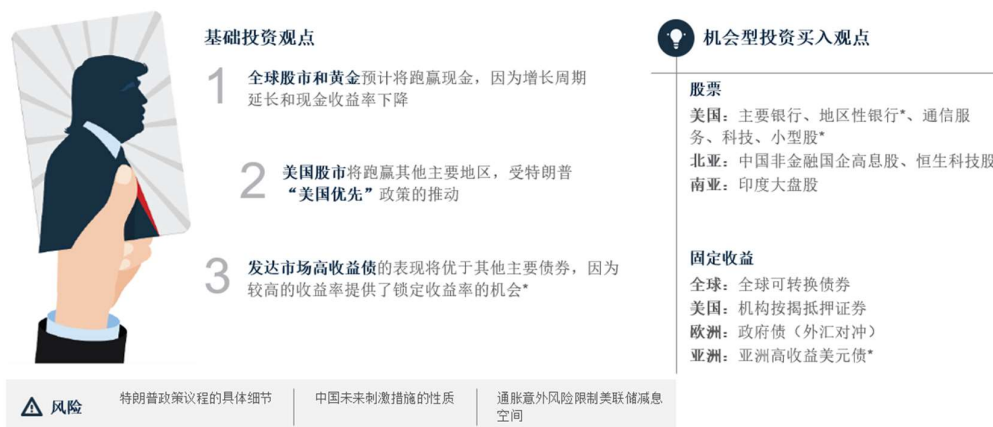 基础投资观点
1 全球股市和黄金预计将跑赢现金，因为增长周期
延长和现金收益率下降
2 美国股市将跑赢其他主要地区，受特朗普
“美国优先”政策的推动
3 发达市场高收益债的表现将优于其他主要债券，因为
较高的收益率提供了锁定收益率的机会*
机会型投资买入观点
股票
美国：主要银行、地区性银行*、通信服
务、科技、小型股*
北亚：中国非金融国企高息股、恒生科技股
南亚：印度大盘股
固定收益
全球：全球可转换债券
美国：机构按揭抵押证券
欧洲：政府债（外汇对冲）
亚洲：亚洲高收益美元债*
风险
特朗普政策议程的具体细节
中国未来刺激措施的性质
通胀意外风险限制美联储减息
空间